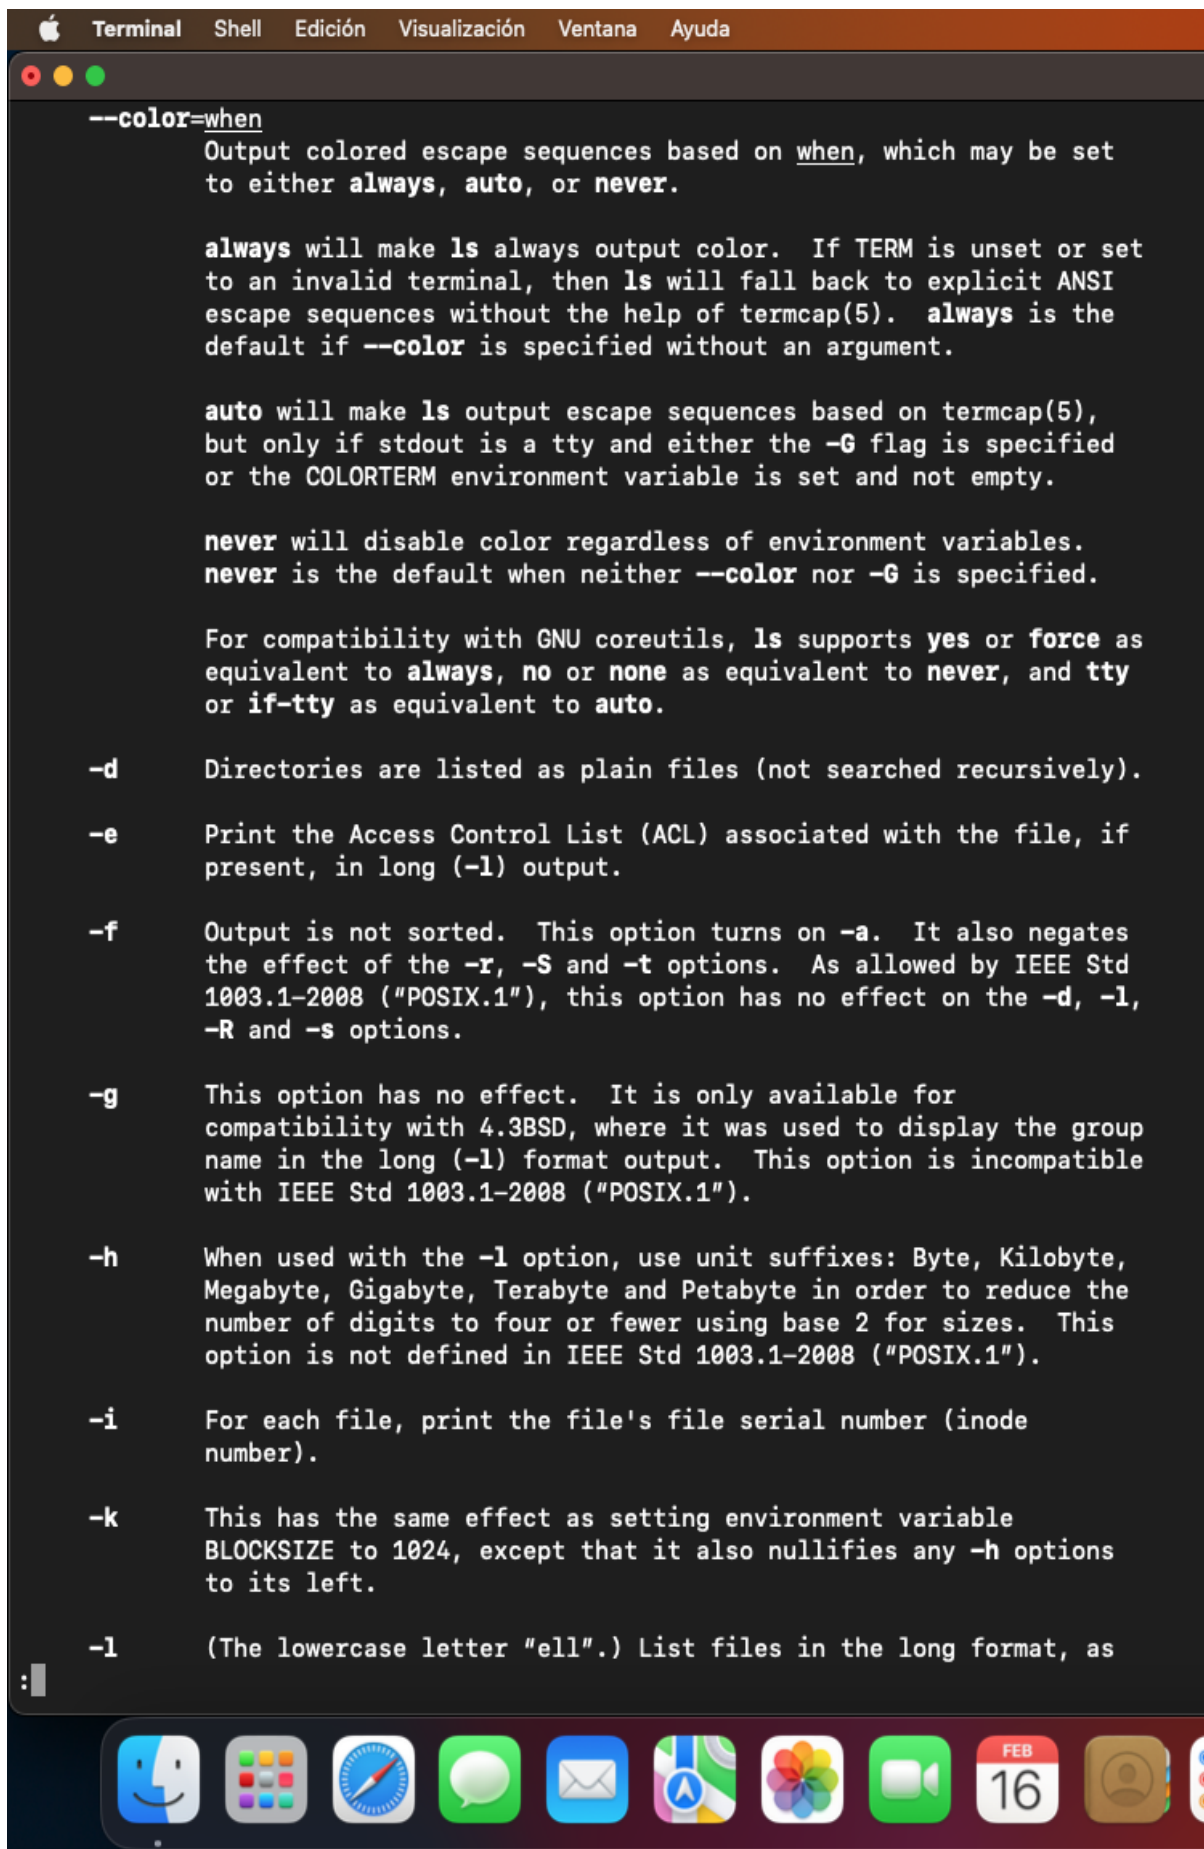 Terminal Shell Edición Visualización Ventana Ayuda
--color=when
Output colored escape sequences based on when, which may be set
to either always, auto, or never.
always will make ls always output color.  If TERM is unset or set
to an invalid terminal, then ls will fall back to explicit ANSI
escape sequences without the help of termcap(5).  always is the
default if --color is specified without an argument.
auto will make ls output escape sequences based on termcap(5),
but only if stdout is a tty and either the -G flag is specified
or the COLORTERM environment variable is set and not empty.
never will disable color regardless of environment variables.
never is the default when neither --color nor -G is specified.
For compatibility with GNU coreutils, ls supports yes or force as
equivalent to always, no or none as equivalent to never, and tty
or if-tty as equivalent to auto.
-d Directories are listed as plain files (not searched recursively).
-e Print the Access Control List (ACL) associated with the file, if
present, in long (-l) output.
-f Output is not sorted.  This option turns on -a.  It also negates
the effect of the -r, -S and -t options.  As allowed by IEEE Std
1003.1-2008 (“POSIX.1”), this option has no effect on the -d, -l,
-R and -s options.
-g This option has no effect.  It is only available for
compatibility with 4.3BSD, where it was used to display the group
name in the long (-l) format output.  This option is incompatible
with IEEE Std 1003.1-2008 (“POSIX.1”).
-h When used with the -l option, use unit suffixes: Byte, Kilobyte,
Megabyte, Gigabyte, Terabyte and Petabyte in order to reduce the
number of digits to four or fewer using base 2 for sizes.  This
option is not defined in IEEE Std 1003.1-2008 (“POSIX.1”).
-i For each file, print the file's file serial number (inode
number).
-k This has the same effect as setting environment variable
BLOCKSIZE to 1024, except that it also nullifies any -h options
to its left.
-l (The lowercase letter “ell”.) List files in the long format, as
:
FEB
16